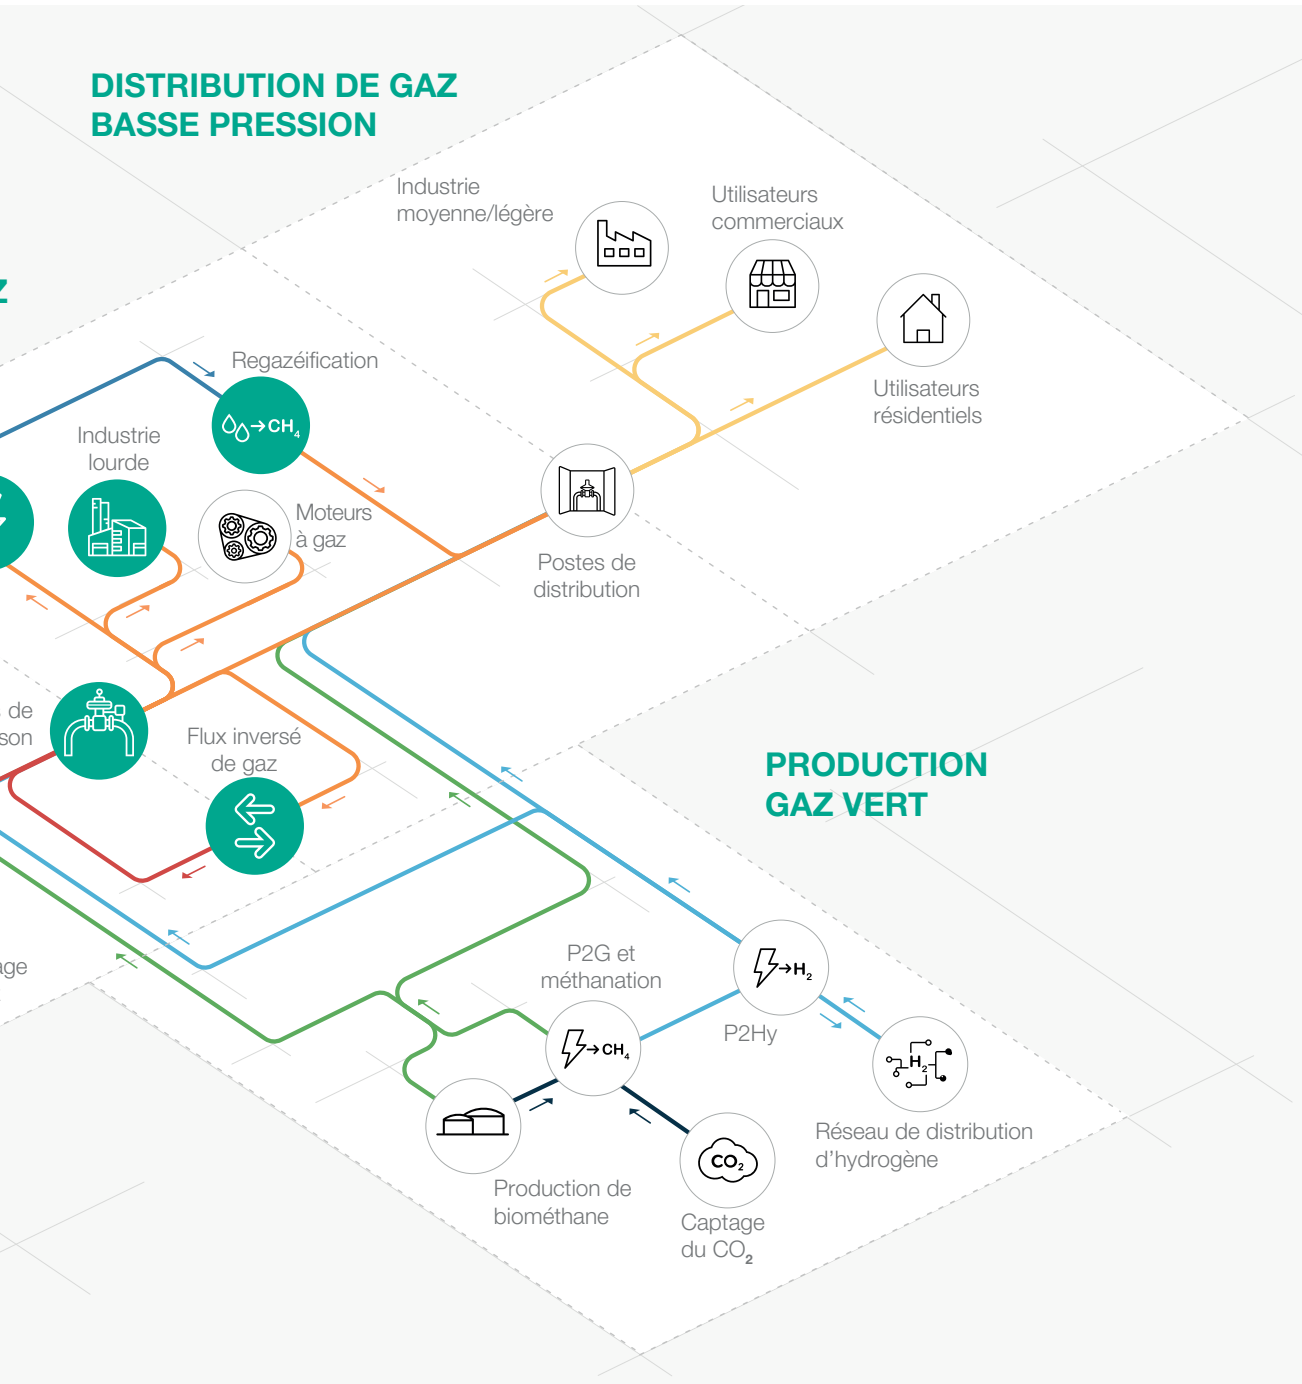 DISTRIBUTION DE GAZ
BASSE PRESSION
Industrie
moyenne/légère
Utilisateurs
commerciaux
Z
Regazéification
→CH4
Utilisateurs
résidentiels
Industrie
lourde
Moteurs
à gaz
Postes de
distribution
de
Flux inversé
de gaz
PRODUCTION
GAZ VERT
P2G et
méthanation
→H2
P2Hy
→CH4
H2
Réseau de distribution
d'hydrogène
CO2
Production de
biométhane
Captage
du CO2